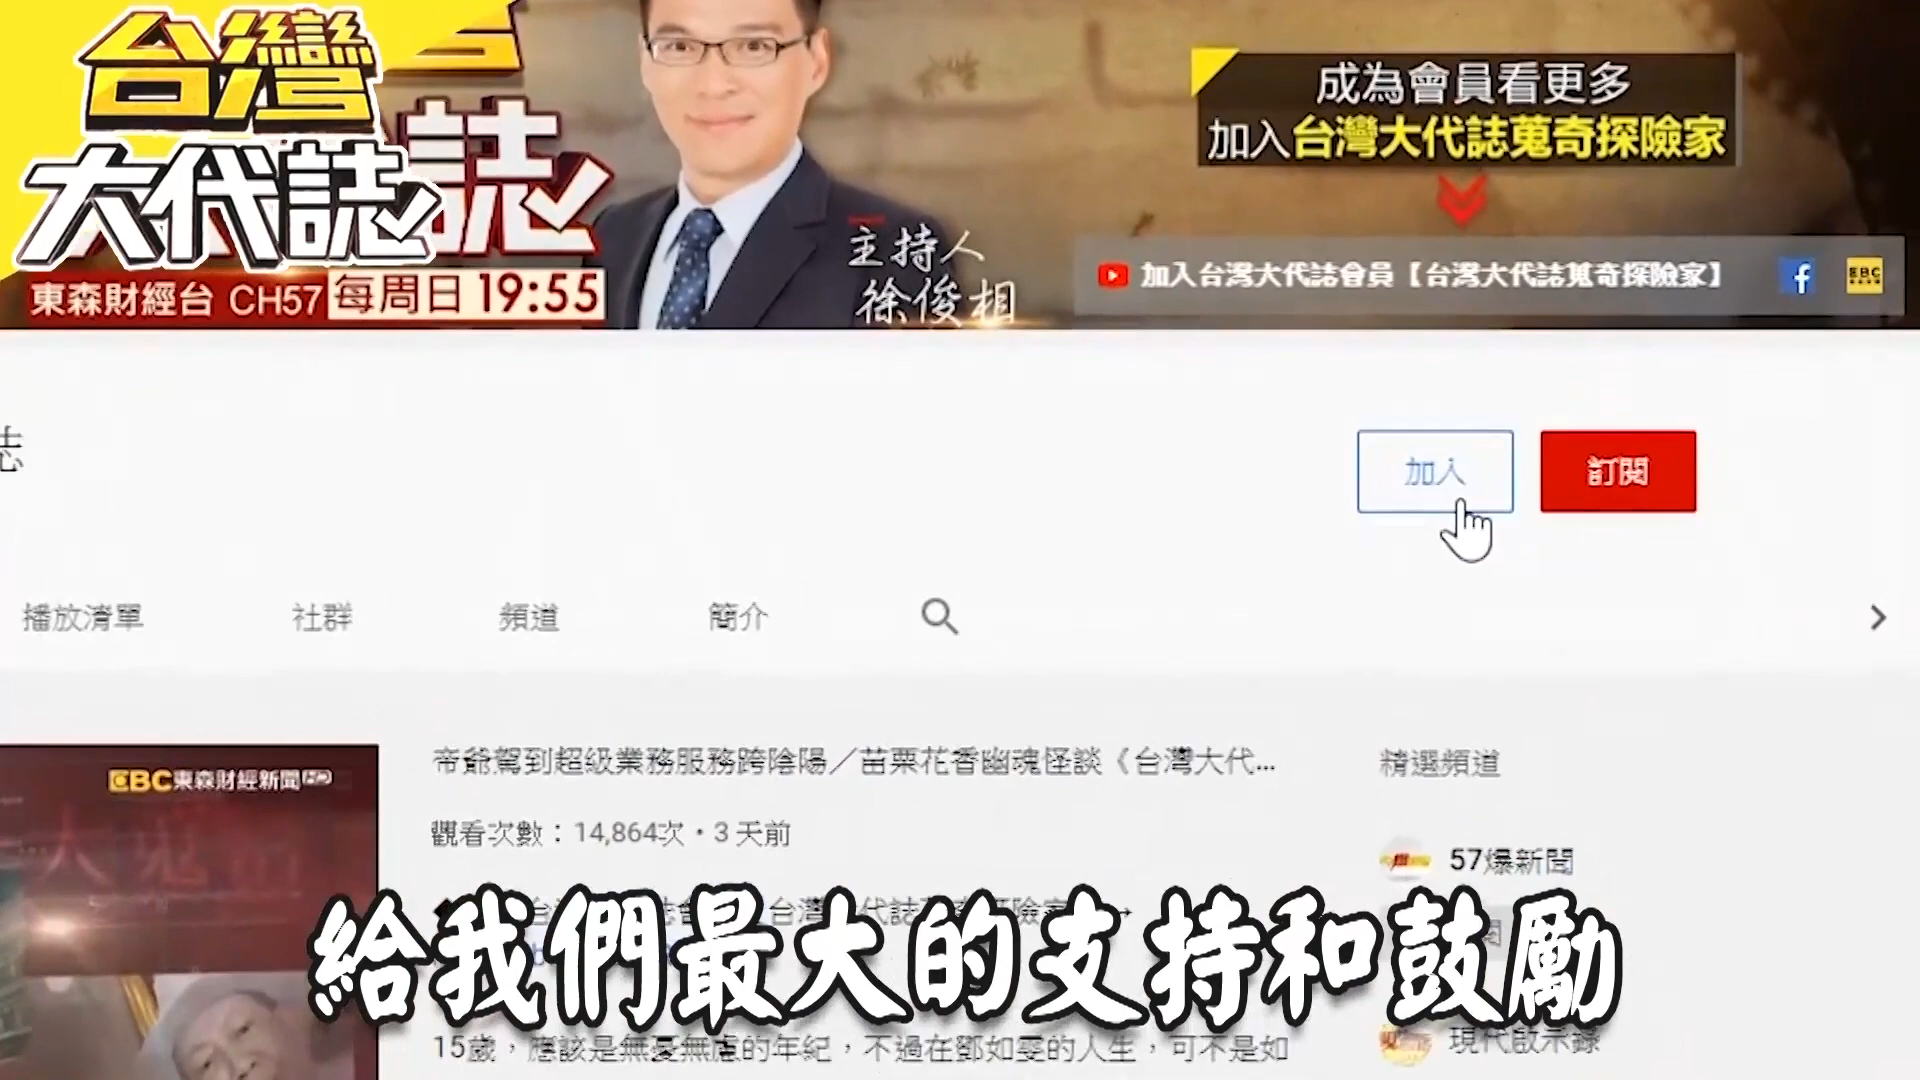 台灣
大代誌
誌
東森財經台 CH57 每周日19:55
主持人
徐俊相
成為會員看更多
加入台灣大代誌蒐奇探險家
加入台灣大代誌會員【台灣大代誌蒐奇探險家】
EBC
誌
加入
訂閱
播放清單
社群
頻道
簡介
EBC東森財經新聞HD
帝爺駕到超級業務服務跨陰陽／苗栗花香幽魂怪談《台灣大代...
觀看次數：14,864次・3 天前
精選頻道
57爆新聞
給我們最大的支持和鼓勵
15歲，應該是無憂無慮的年紀，不過在鄧如雯的人生，可不是如
現代啟示錄